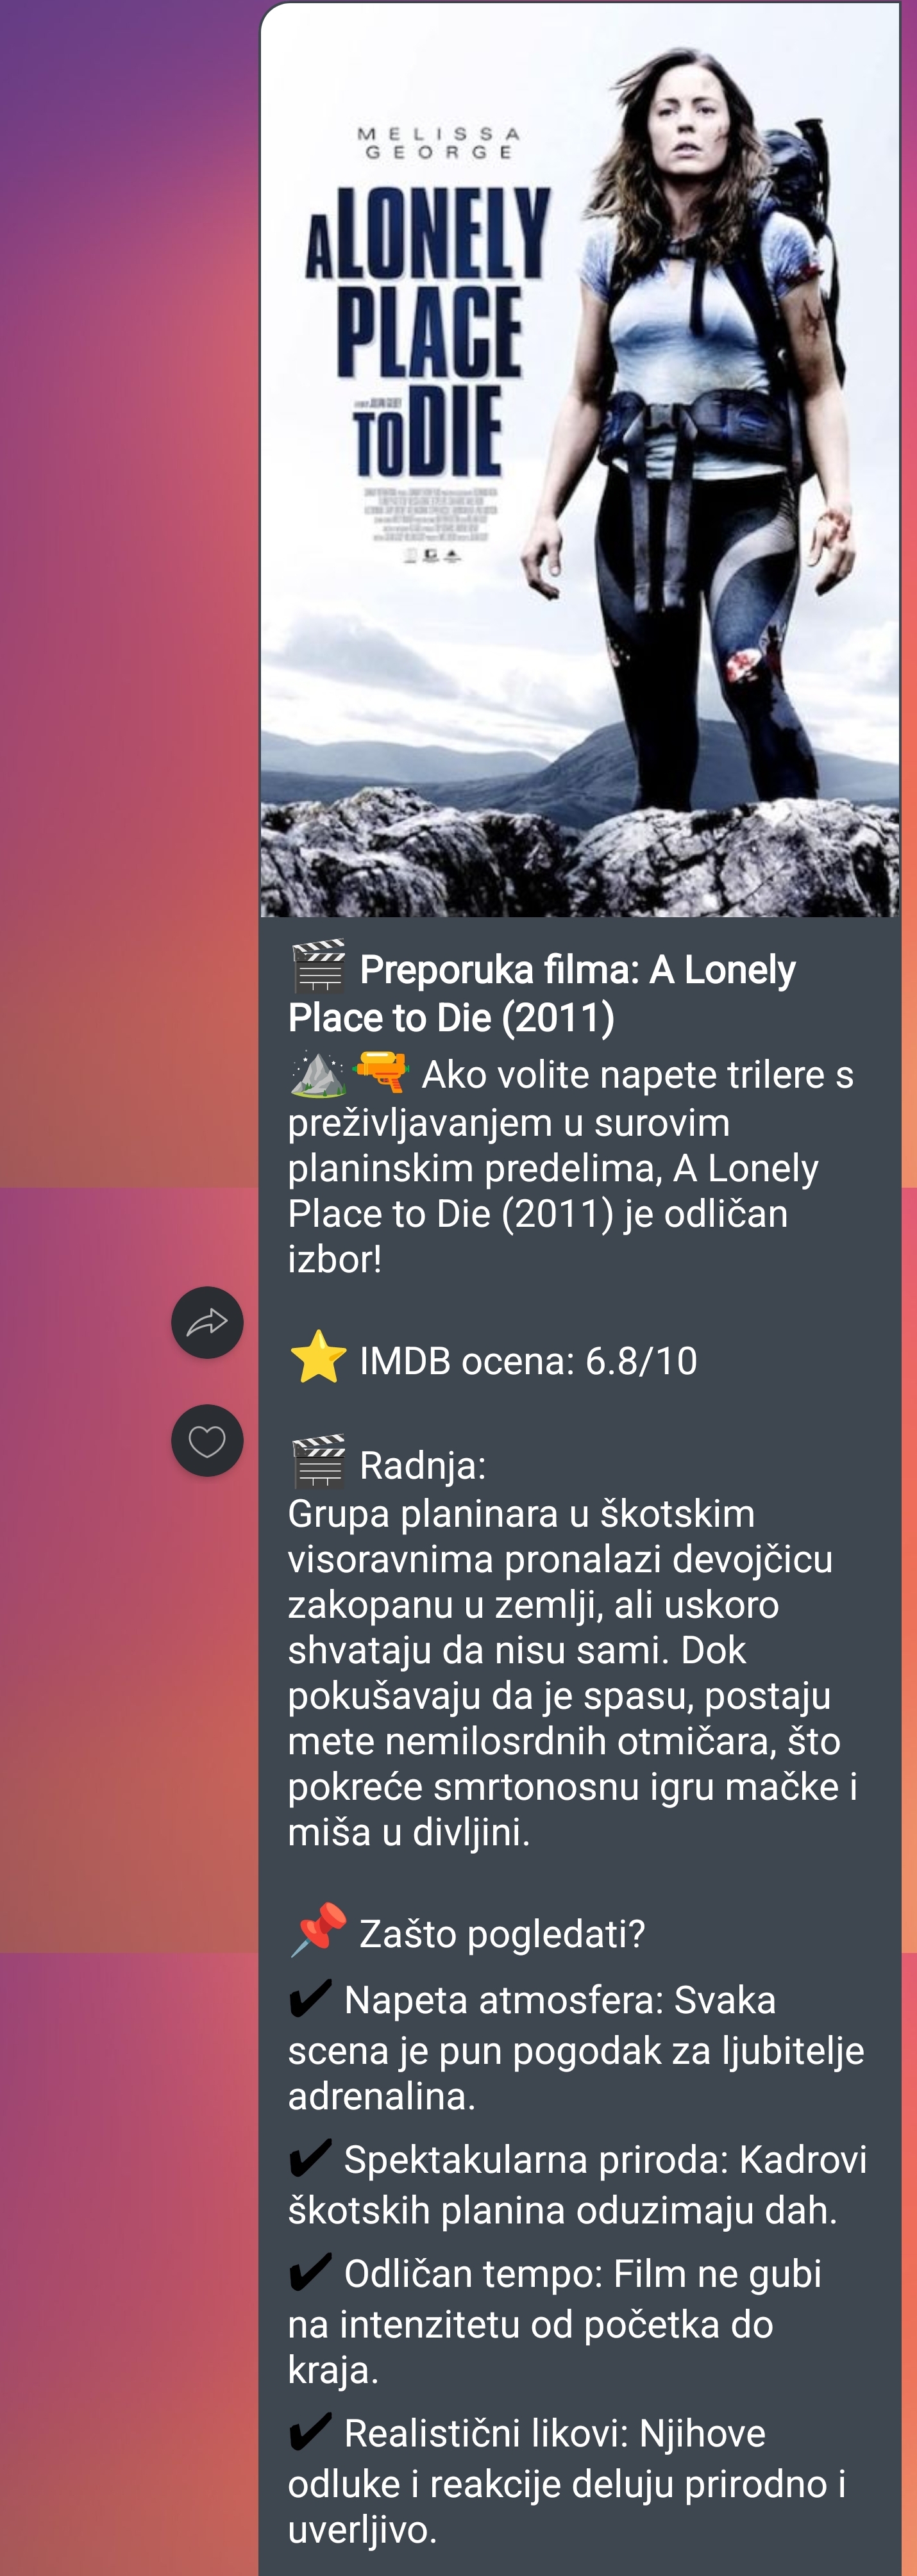 MELISSA
GEORGE
A LONELY
PLACE
TO DIE
🎬 Preporuka filma: A Lonely
Place to Die (2011)
⛰️🔫 Ako volite napete trilere s
preživljavanjem u surovim
planinskim predelima, A Lonely
Place to Die (2011) je odličan
izbor!
⭐ IMDB ocena: 6.8/10
🎬 Radnja:
Grupa planinara u škotskim
visoravnima pronalazi devojčicu
zakopanu u zemlji, ali uskoro
shvataju da nisu sami. Dok
pokušavaju da je spasu, postaju
mete nemilosrdnih otmičara, što
pokreće smrtonosnu igru mačke i
miša u divljini.
📌 Zašto pogledati?
✔ Napeta atmosfera: Svaka
scena je pun pogodak za ljubitelje
adrenalina.
✔ Spektakularna priroda: Kadrovi
škotskih planina oduzimaju dah.
✔ Odličan tempo: Film ne gubi
na intenzitetu od početka do
kraja.
✔ Realistični likovi: Njihove
odluke i reakcije deluju prirodno i
uverljivo.